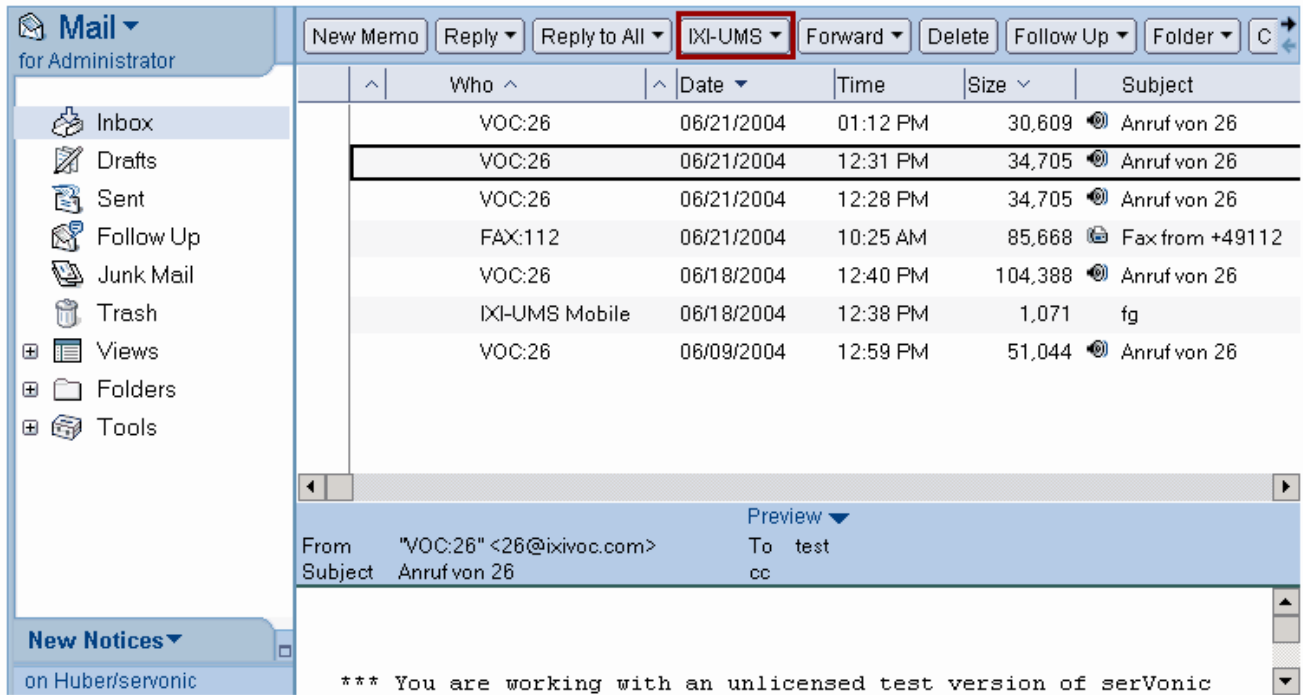 Mail
for Administrator
New Memo Reply Reply to All IXI-UMS Forward Delete Follow Up Folder C
Who Date Time Size Subject
Inbox
Drafts
Sent
Follow Up
Junk Mail
Trash
Views
Folders
Tools
VOC:26 06/21/2004 01:12 PM 30,609 Anruf von 26
VOC:26 06/21/2004 12:31 PM 34,705 Anruf von 26
VOC:26 06/21/2004 12:28 PM 34,705 Anruf von 26
FAX:112 06/21/2004 10:25 AM 85,668 Fax from +49112
VOC:26 06/18/2004 12:40 PM 104,388 Anruf von 26
IXI-UMS Mobile 06/18/2004 12:38 PM 1,071 fg
VOC:26 06/09/2004 12:59 PM 51,044 Anruf von 26
Preview
From "VOC:26" <26@ixivoc.com> To test
Subject Anruf von 26 cc
New Notices
on Huber/servonic
*** You are working with an unlicensed test version of serVonic